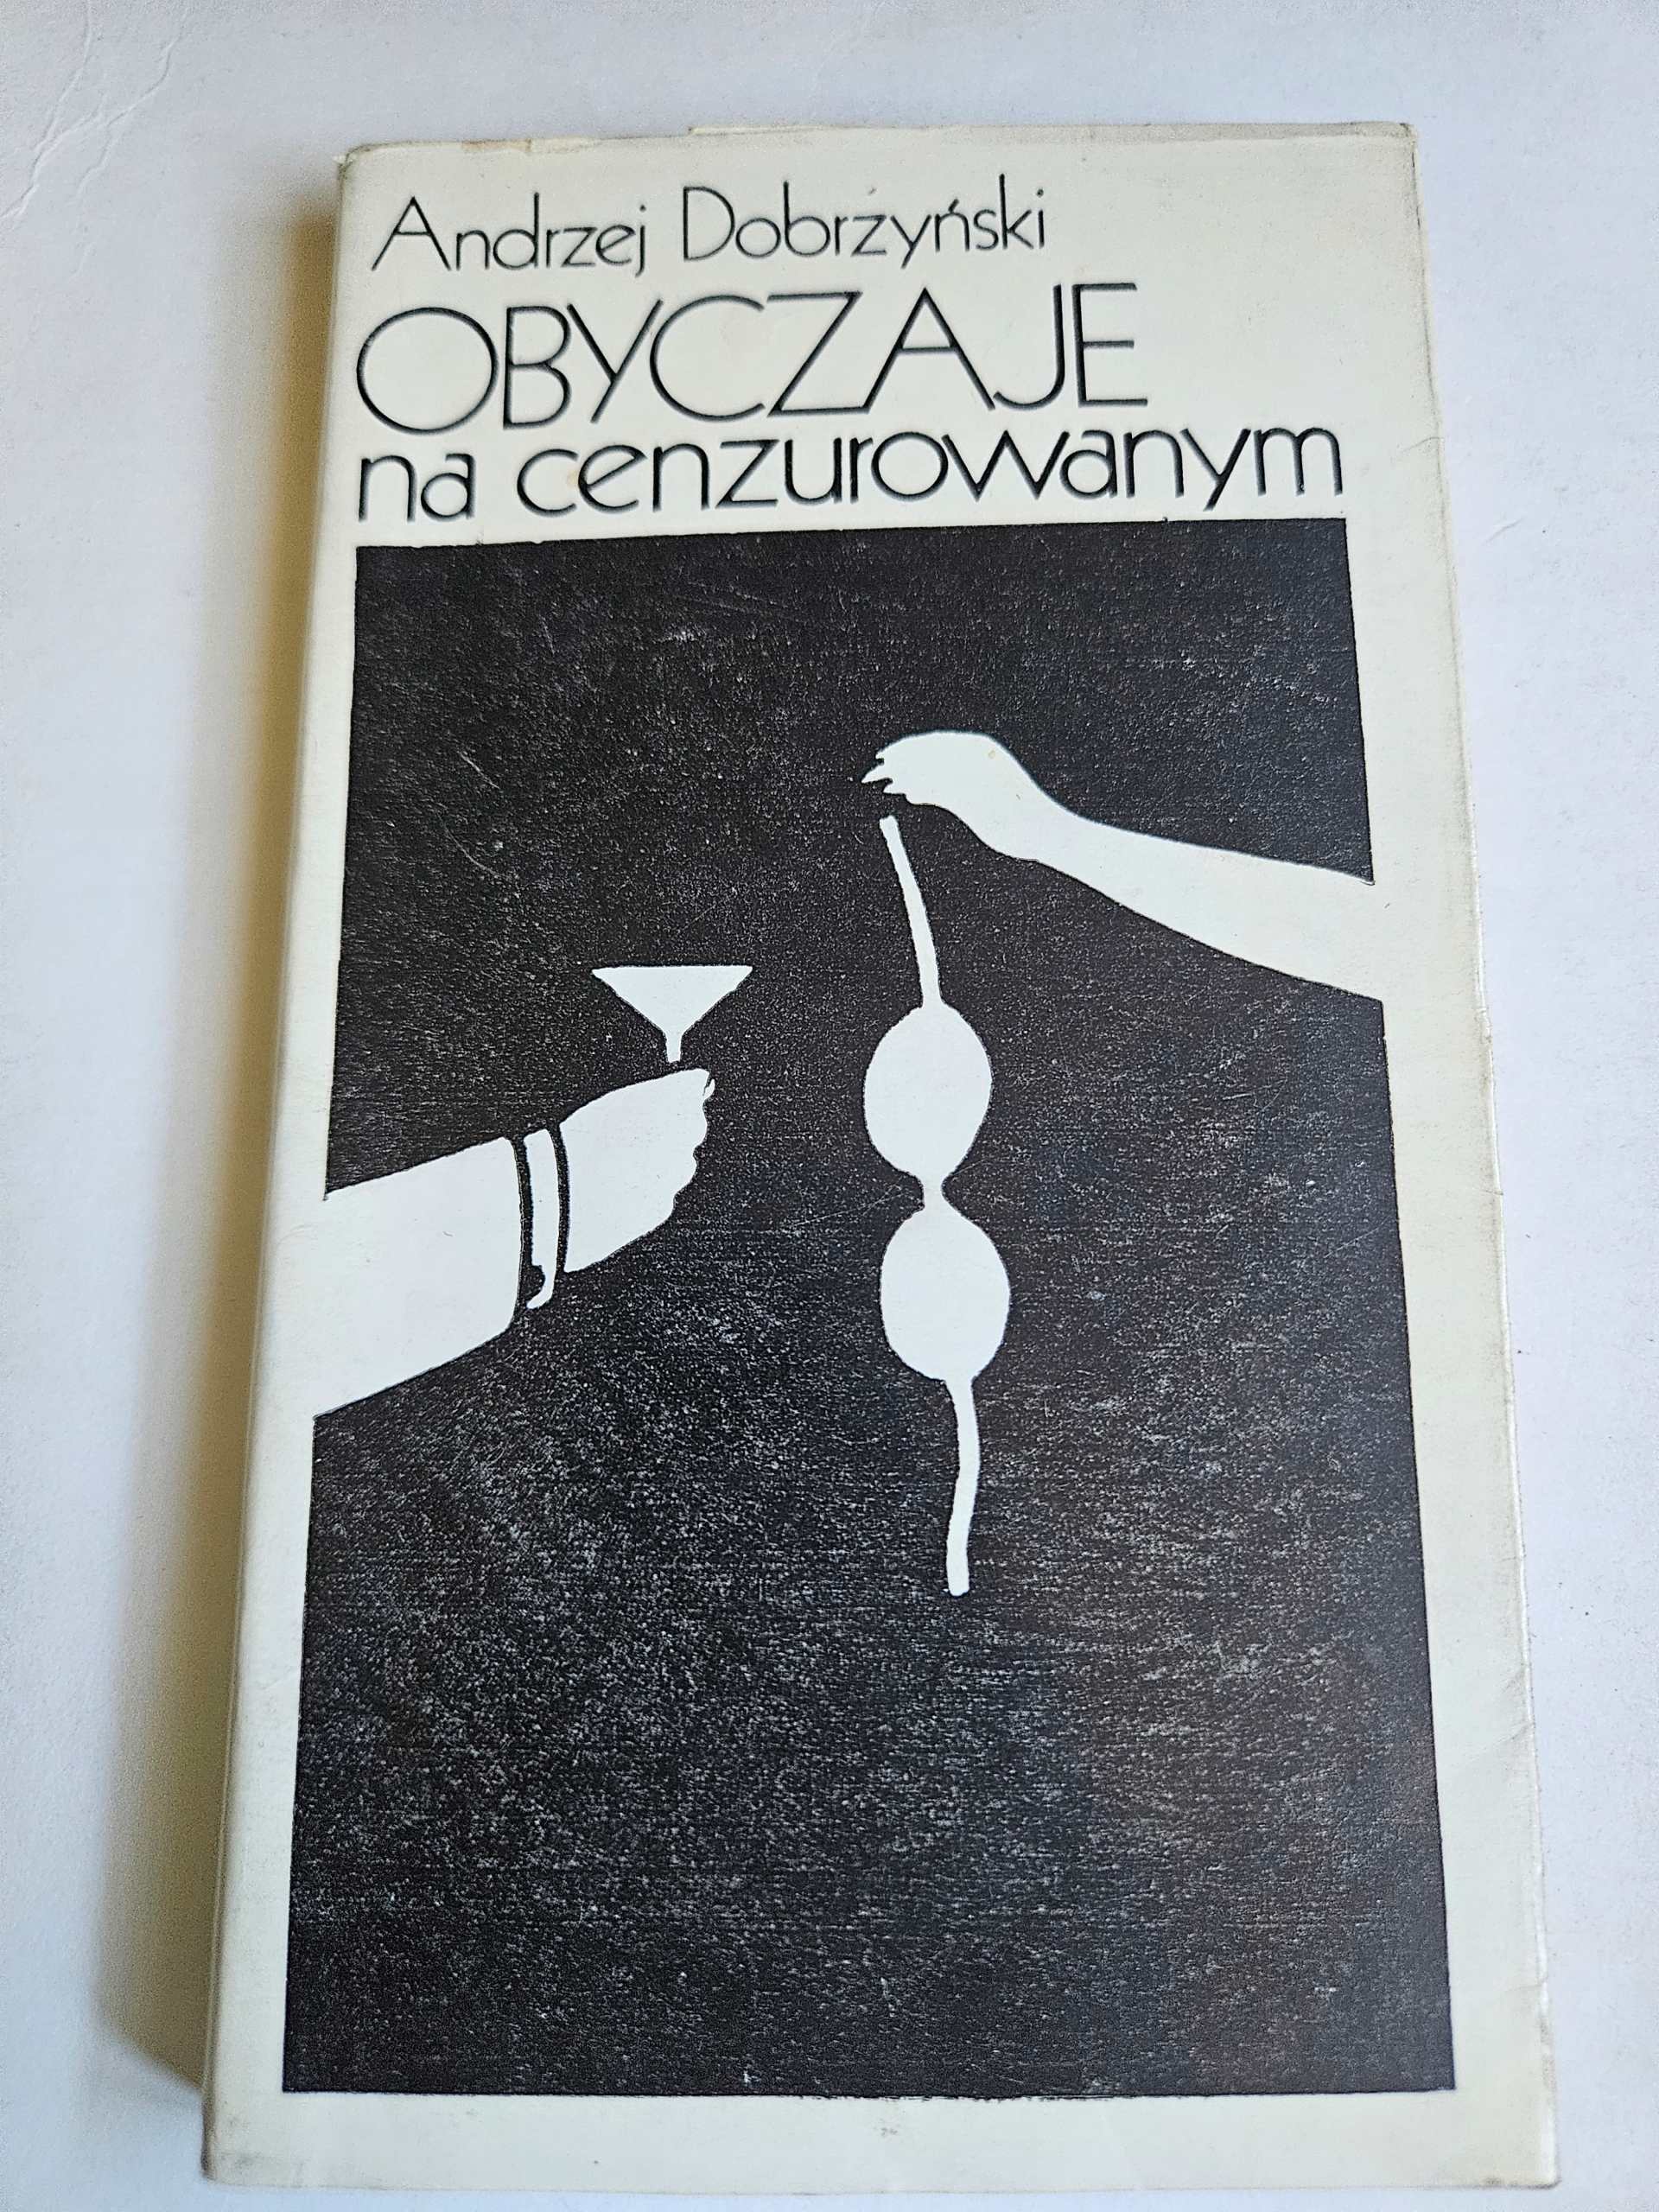 Andrzej Dobrzyński
OBYCZAJE
na cenzurowanym